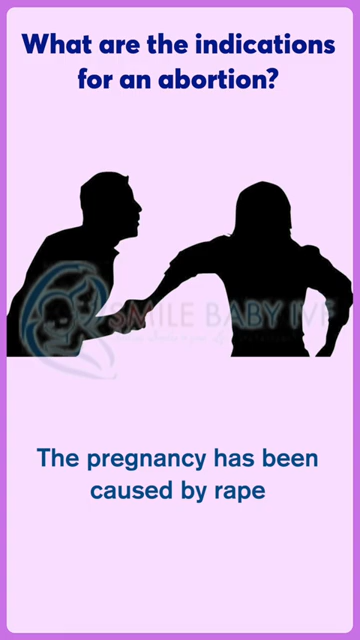 What are the indications
for an abortion?
SMILE BABY IVF
The pregnancy has been
caused by rape